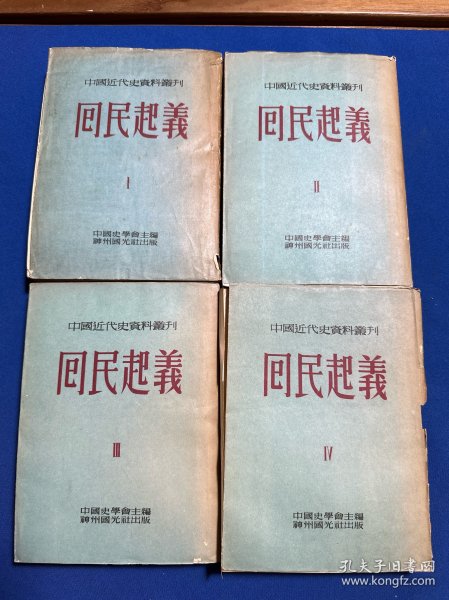 中國近代史資料叢刊
回民起義
I
中國史學會主編
神州國光社出版
中國近代史資料叢刊
回民起義
II
中國史學會主編
神州國光社出版
中國近代史資料叢刊
回民起義
III
中國史學會主編
神州國光社出版
中國近代史資料叢刊
回民起義
IV
中國史學會主編
神州國光社出版
孔夫子旧书网
www.kongfz.com